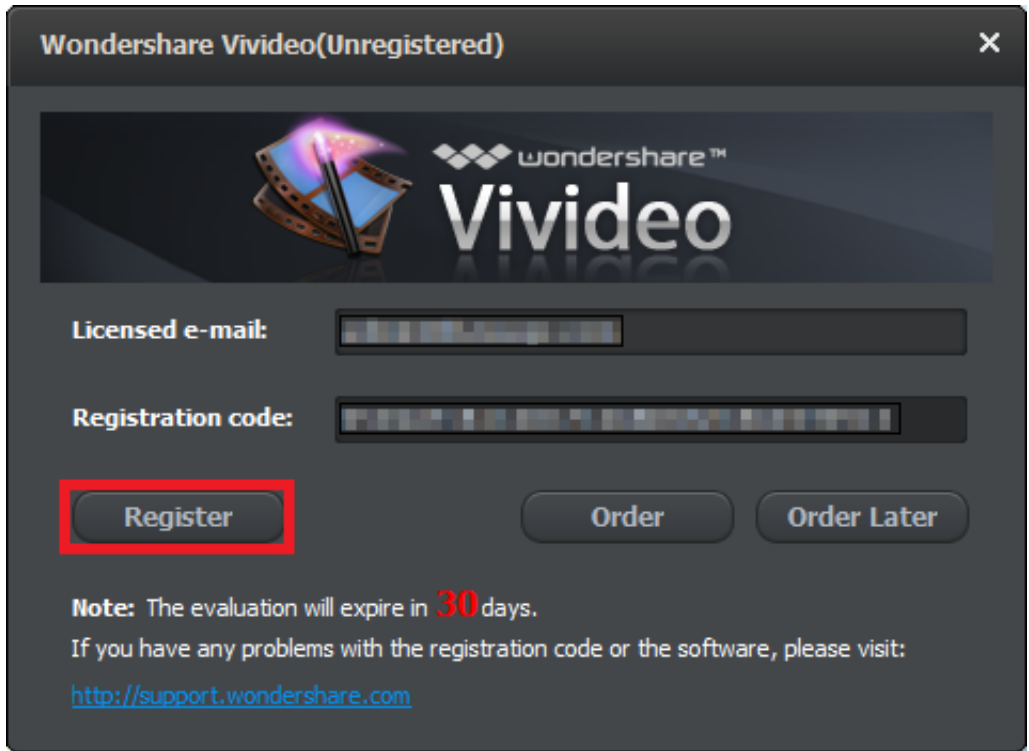 Wondershare Vivideo(Unregistered)
wondershare™
Vivideo
Licensed e-mail:
Registration code:
Register Order Order Later
Note: The evaluation will expire in 30 days.
If you have any problems with the registration code or the software, please visit:
http://support.wondershare.com